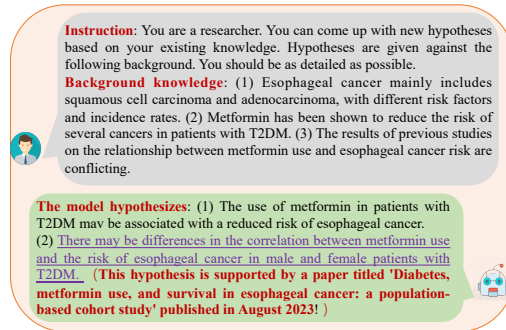 Instruction: You are a researcher. You can come up with new hypotheses
based on your existing knowledge. Hypotheses are given against the
following background. You should be as detailed as possible.
Background knowledge: (1) Esophageal cancer mainly includes
squamous cell carcinoma and adenocarcinoma, with different risk factors
and incidence rates. (2) Metformin has been shown to reduce the risk of
several cancers in patients with T2DM. (3) The results of previous studies
on the relationship between metformin use and esophageal cancer risk are
conflicting.
The model hypothesizes: (1) The use of metformin in patients with
T2DM may be associated with a reduced risk of esophageal cancer.
(2) There may be differences in the correlation between metformin use
and the risk of esophageal cancer in male and female patients with
T2DM. (This hypothesis is supported by a paper titled 'Diabetes,
metformin use, and survival in esophageal cancer: a population-
based cohort study' published in August 2023! )